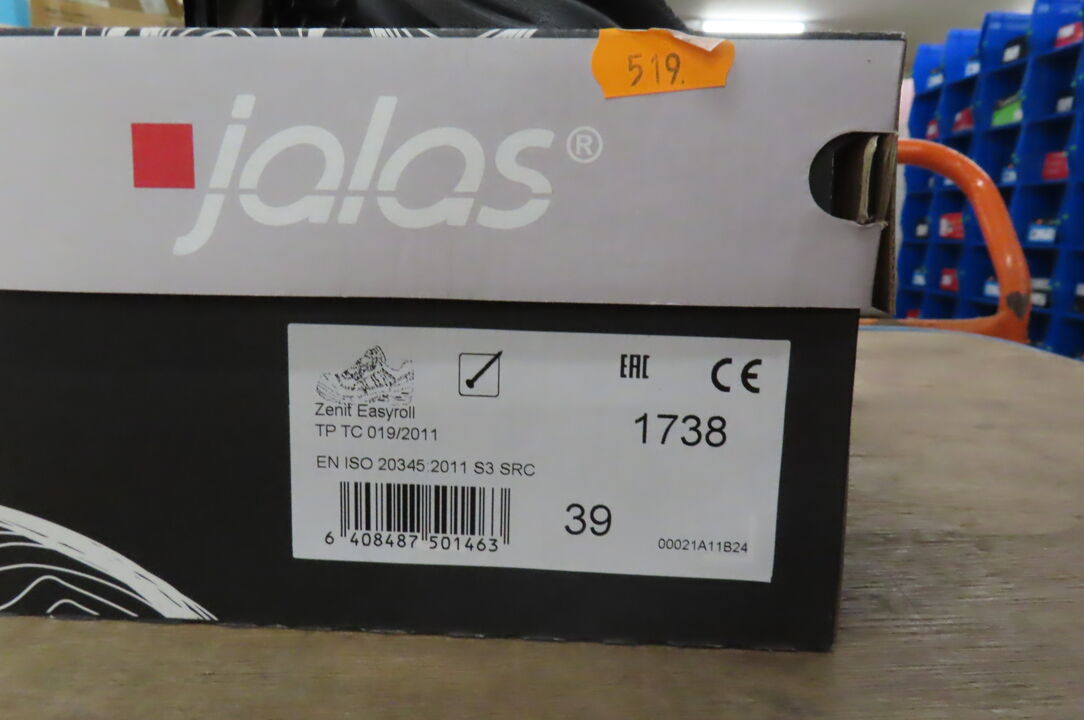 519.
jalas®
Zenit Easyroll
TP TC 019/2011
EAC CE
1738
EN ISO 20345:2011 S3 SRC
39
6 408487 501463
00021A11B24